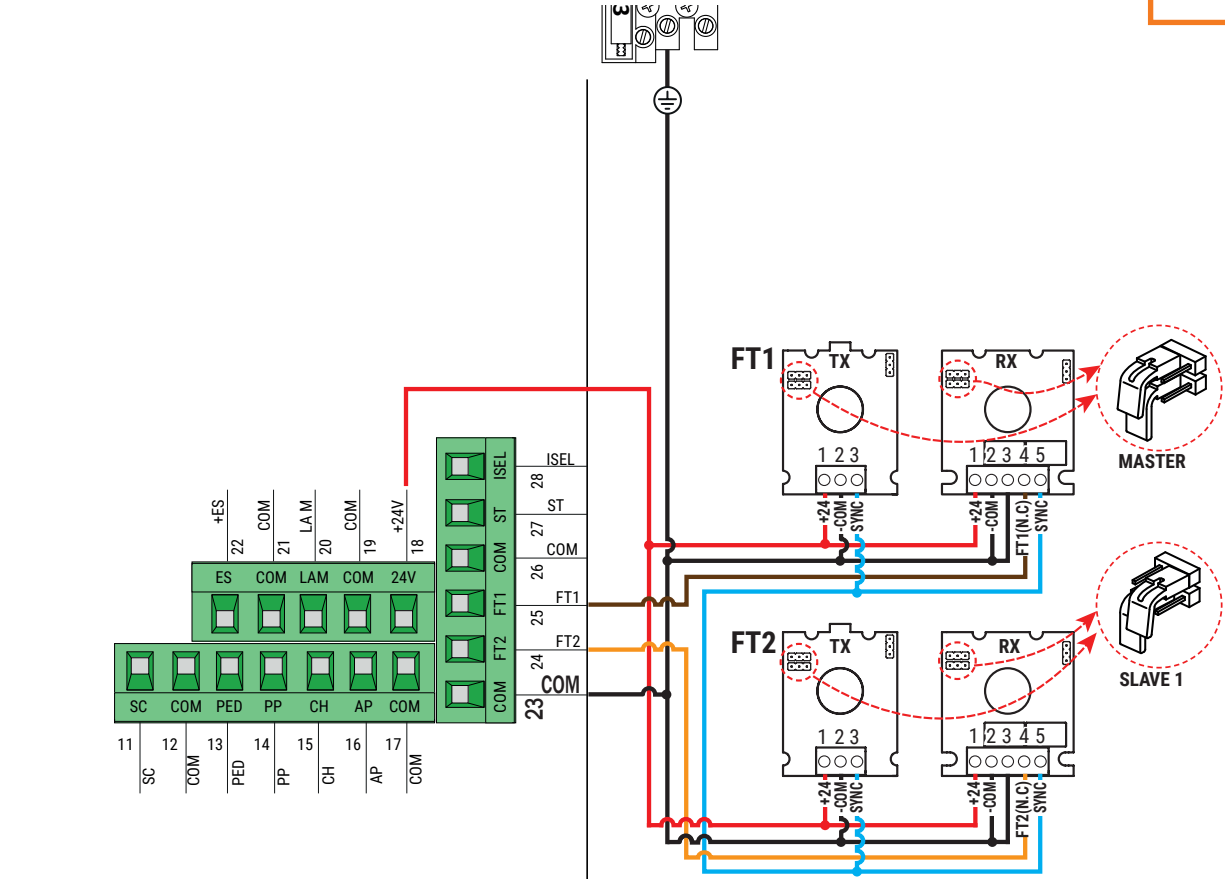 3
FT1
TX
RX
1 2 3
1 2 3 4 5
+24
-COM
SYNC
+24
-COM
FT1(N.C)
SYNC
MASTER
ISEL
ISEL
28
ST
ST
27
COM
COM
26
FT1
FT1
25
FT2
FT2
24
COM
COM
23
+ES
22
COM
21
LAM
20
COM
19
+24V
18
ES COM LAM COM 24V
SC COM PED PP CH AP COM
11
SC
12
COM
13
PED
14
PP
15
CH
16
AP
17
COM
FT2
TX
RX
1 2 3
1 2 3 4 5
+24
-COM
SYNC
+24
-COM
FT2(N.C)
SYNC
SLAVE 1